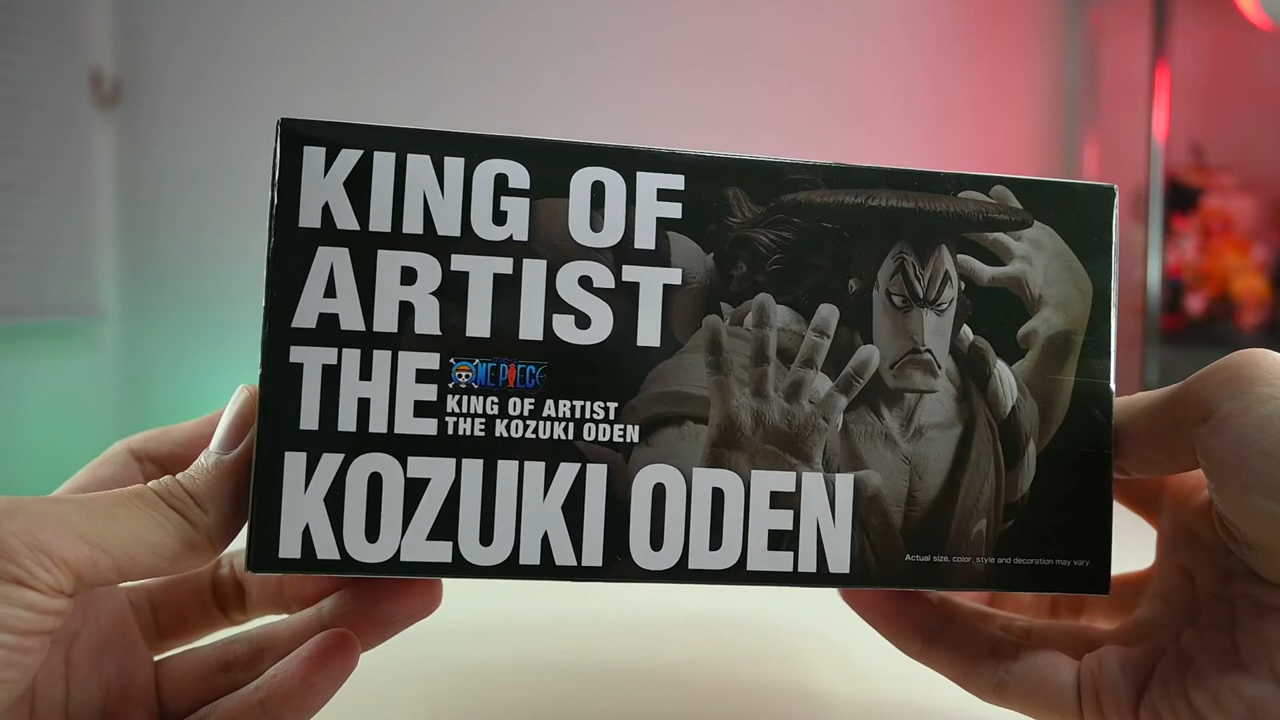 KING OF
ARTIST
THE
ONE PIECE
KING OF ARTIST
THE KOZUKI ODEN
KOZUKI ODEN
Actual size, color, style and decoration may vary.